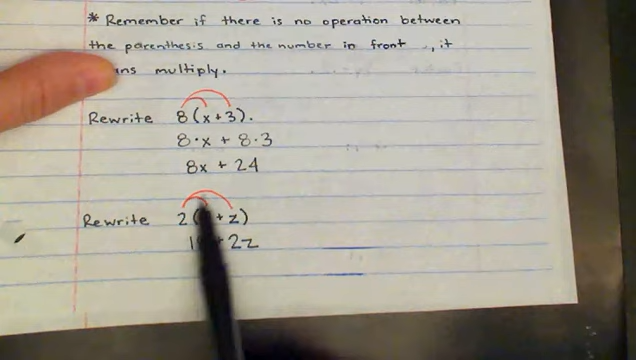 * Remember if there is no operation between
the parenthesis and the number in front , it
multiply.
Rewrite 8(x+3).
8·x + 8·3
8x + 24
Rewrite 2( + z)
+ 2z